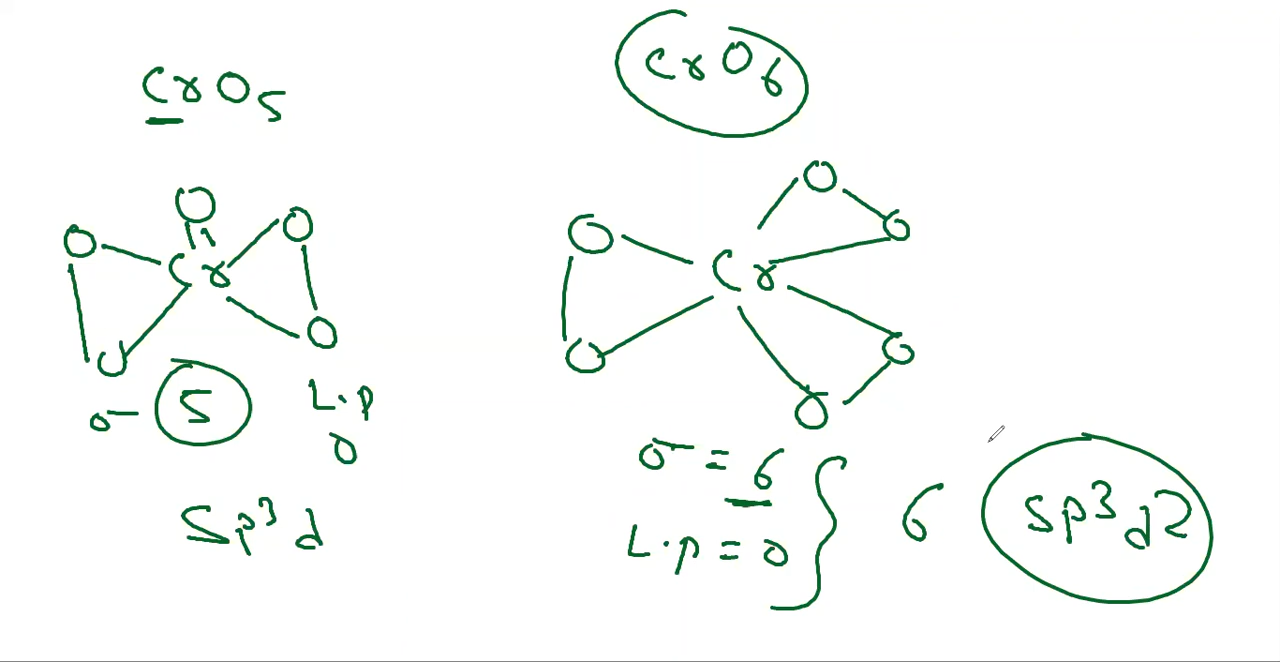 CrO5
O
O Cr O
O O
σ 5 L.p
0
Sp³d
CrO6
O
O Cr O
O O
O
σ = 6
L.p = 0
6 Sp³d2